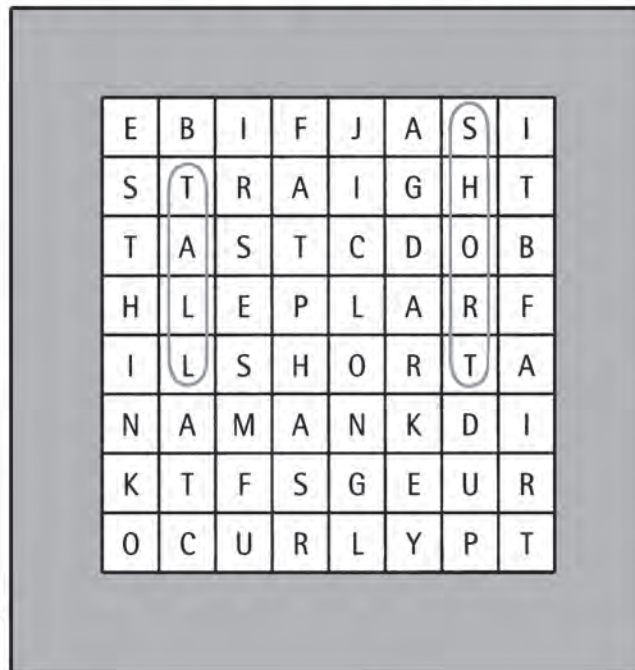 E B I F J A S I
S T R A I G H T
T A S T C D O B
H L E P L A R F
I L S H O R T A
N A M A N K D I
K T F S G E U R
O C U R L Y P T